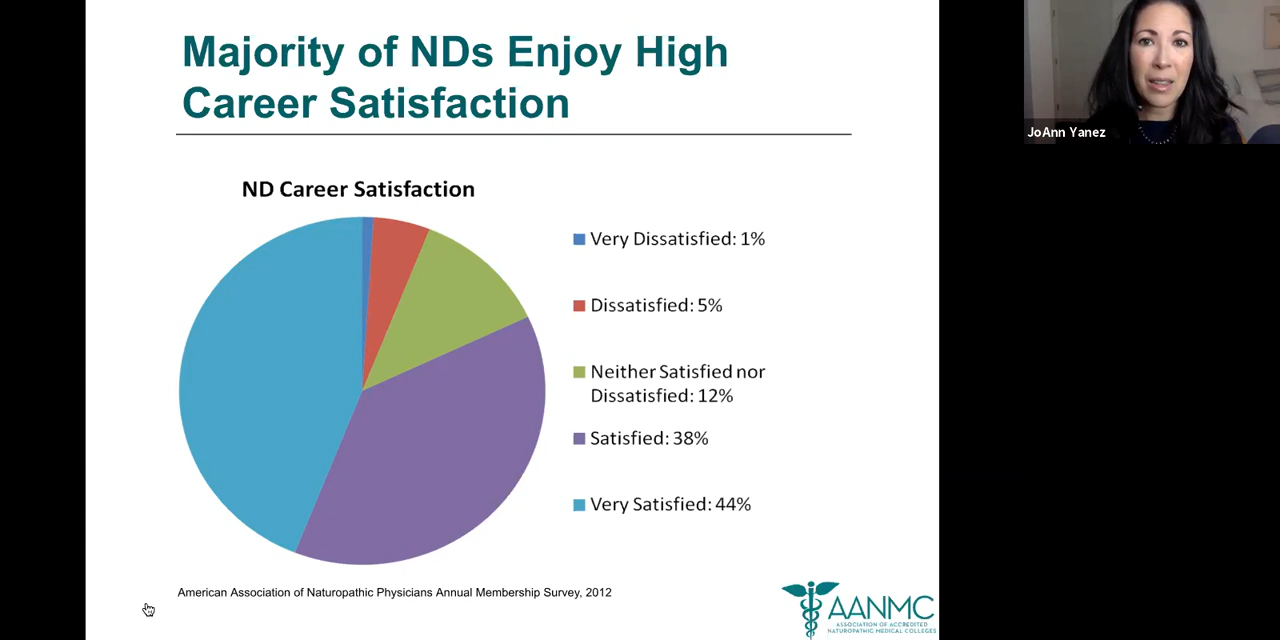 Majority of NDs Enjoy High
Career Satisfaction
JoAnn Yanez
ND Career Satisfaction
Very Dissatisfied: 1%
Dissatisfied: 5%
Neither Satisfied nor
Dissatisfied: 12%
Satisfied: 38%
Very Satisfied: 44%
American Association of Naturopathic Physicians Annual Membership Survey, 2012
AANMC
ASSOCIATION OF ACCREDITED
NATUROPATHIC MEDICAL COLLEGES